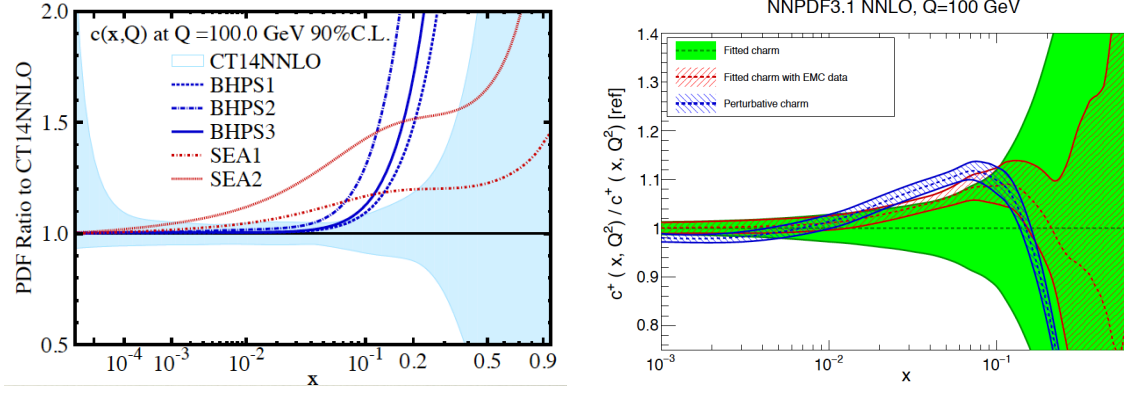 2.0
1.5
1.0
0.5
PDF Ratio to CT14NNLO
c(x,Q) at Q =100.0 GeV 90%C.L.
CT14NNLO
BHPS1
BHPS2
BHPS3
SEA1
SEA2
10⁻⁴ 10⁻³ 10⁻² 10⁻¹ 0.2 0.5 0.9
x
NNPDF3.1 NNLO, Q=100 GeV
1.4
1.3
1.2
1.1
1
0.9
0.8
c⁺ ( x, Q²) / c⁺ ( x, Q²) [ref]
Fitted charm
Fitted charm with EMC data
Perturbative charm
10⁻³ 10⁻² 10⁻¹
x